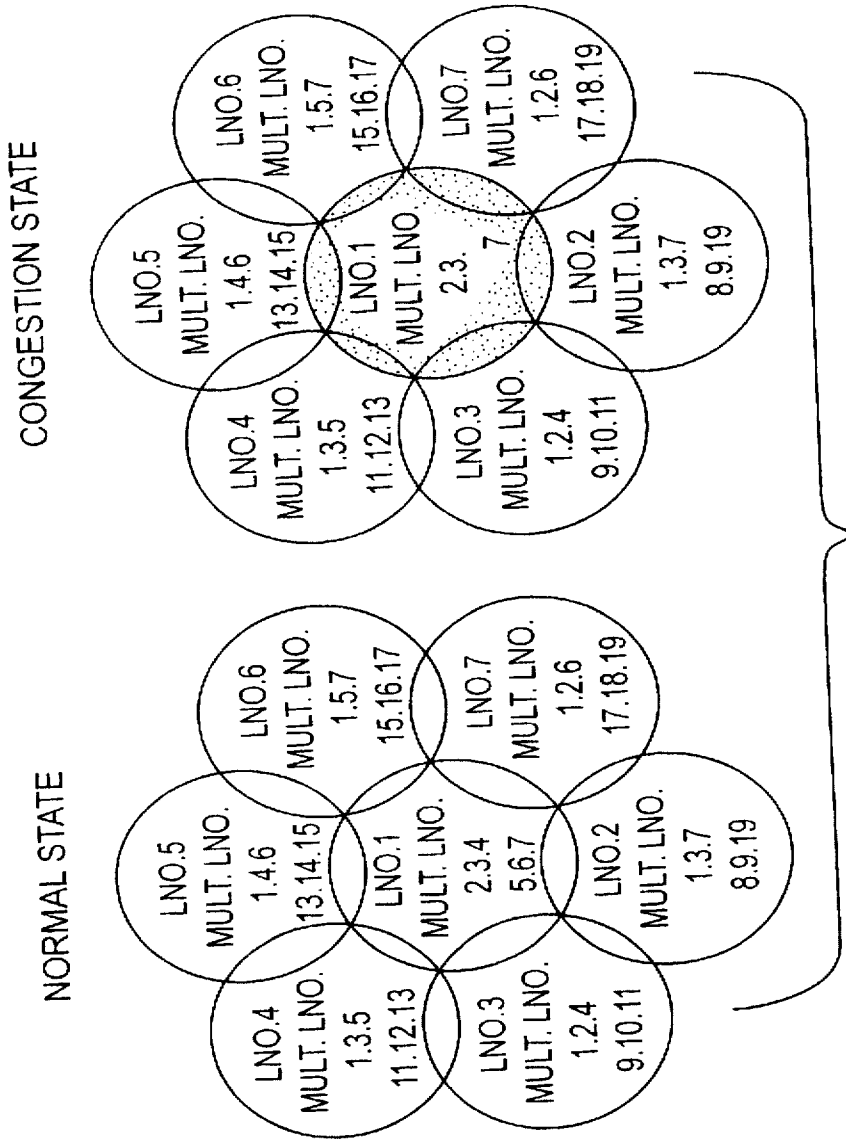 NORMAL STATE
LNO.5
MULT. LNO.
1.4.6
13.14.15
LNO.4
MULT. LNO.
1.3.5
11.12.13
LNO.6
MULT. LNO.
1.5.7
15.16.17
LNO.1
MULT. LNO.
2.3.4
5.6.7
LNO.3
MULT. LNO.
1.2.4
9.10.11
LNO.7
MULT. LNO.
1.2.6
17.18.19
LNO.2
MULT. LNO.
1.3.7
8.9.19
CONGESTION STATE
LNO.5
MULT. LNO.
1.4.6
13.14.15
LNO.4
MULT. LNO.
1.3.5
11.12.13
LNO.6
MULT. LNO.
1.5.7
15.16.17
LNO.1
MULT. LNO.
2.3.
7
LNO.3
MULT. LNO.
1.2.4
9.10.11
LNO.7
MULT. LNO.
1.2.6
17.18.19
LNO.2
MULT. LNO.
1.3.7
8.9.19